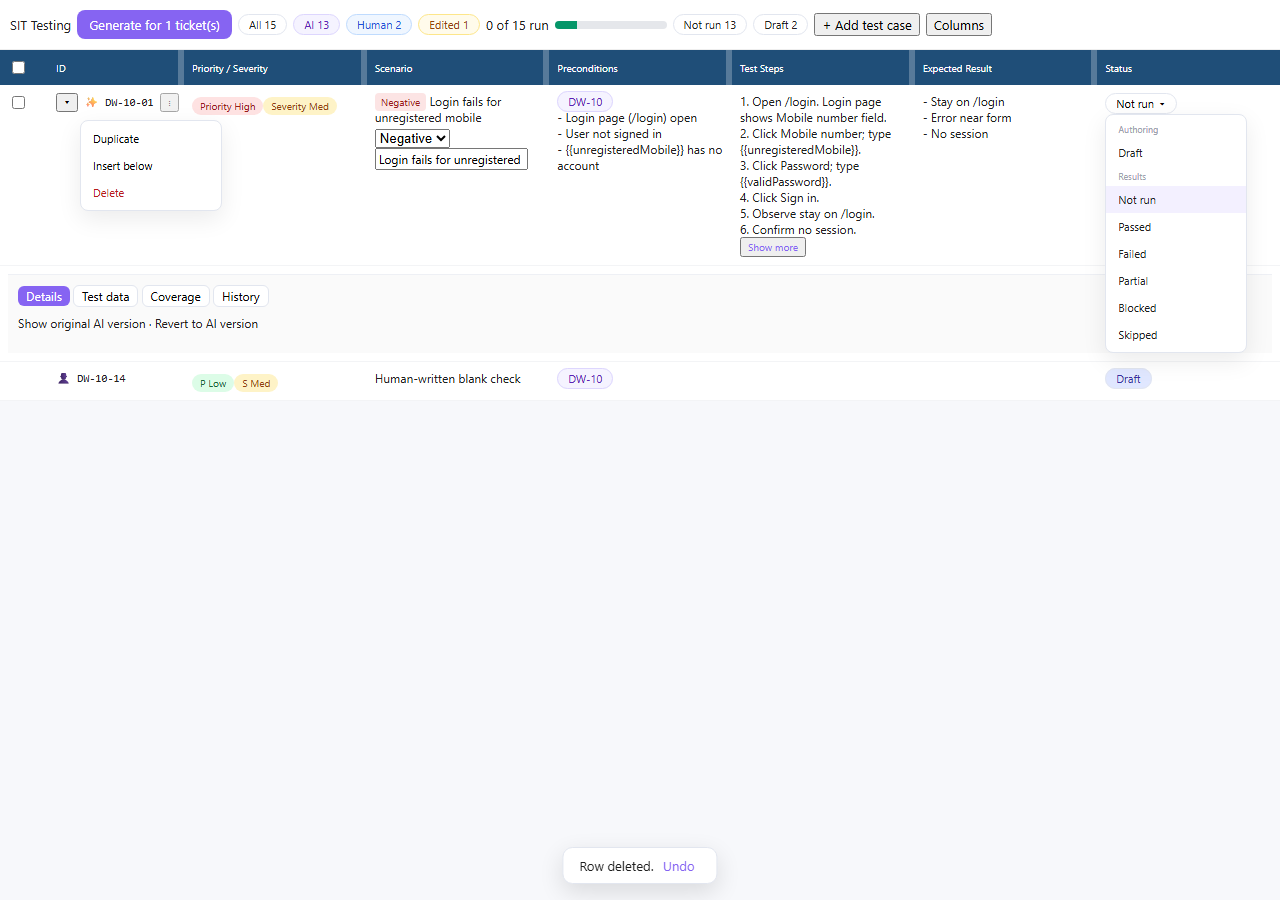 SIT Testing Generate for 1 ticket(s) All 15 AI 13 Human 2 Edited 1 0 of 15 run Not run 13 Draft 2 + Add test case Columns
ID Priority / Severity Scenario Preconditions Test Steps Expected Result Status
DW-10-01
Duplicate
Insert below
Delete
Priority High Severity Med
Negative Login fails for
unregistered mobile
Negative
Login fails for unregistered
DW-10
- Login page (/login) open
- User not signed in
- {{unregisteredMobile}} has no
account
1. Open /login. Login page
shows Mobile number field.
2. Click Mobile number; type
{{unregisteredMobile}}.
3. Click Password; type
{{validPassword}}.
4. Click Sign in.
5. Observe stay on /login.
6. Confirm no session.
Show more
- Stay on /login
- Error near form
- No session
Not run
Authoring
Draft
Results
Not run
Passed
Failed
Partial
Blocked
Skipped
Details Test data Coverage History
Show original AI version · Revert to AI version
DW-10-14 P Low S Med Human-written blank check DW-10 Draft
Row deleted. Undo